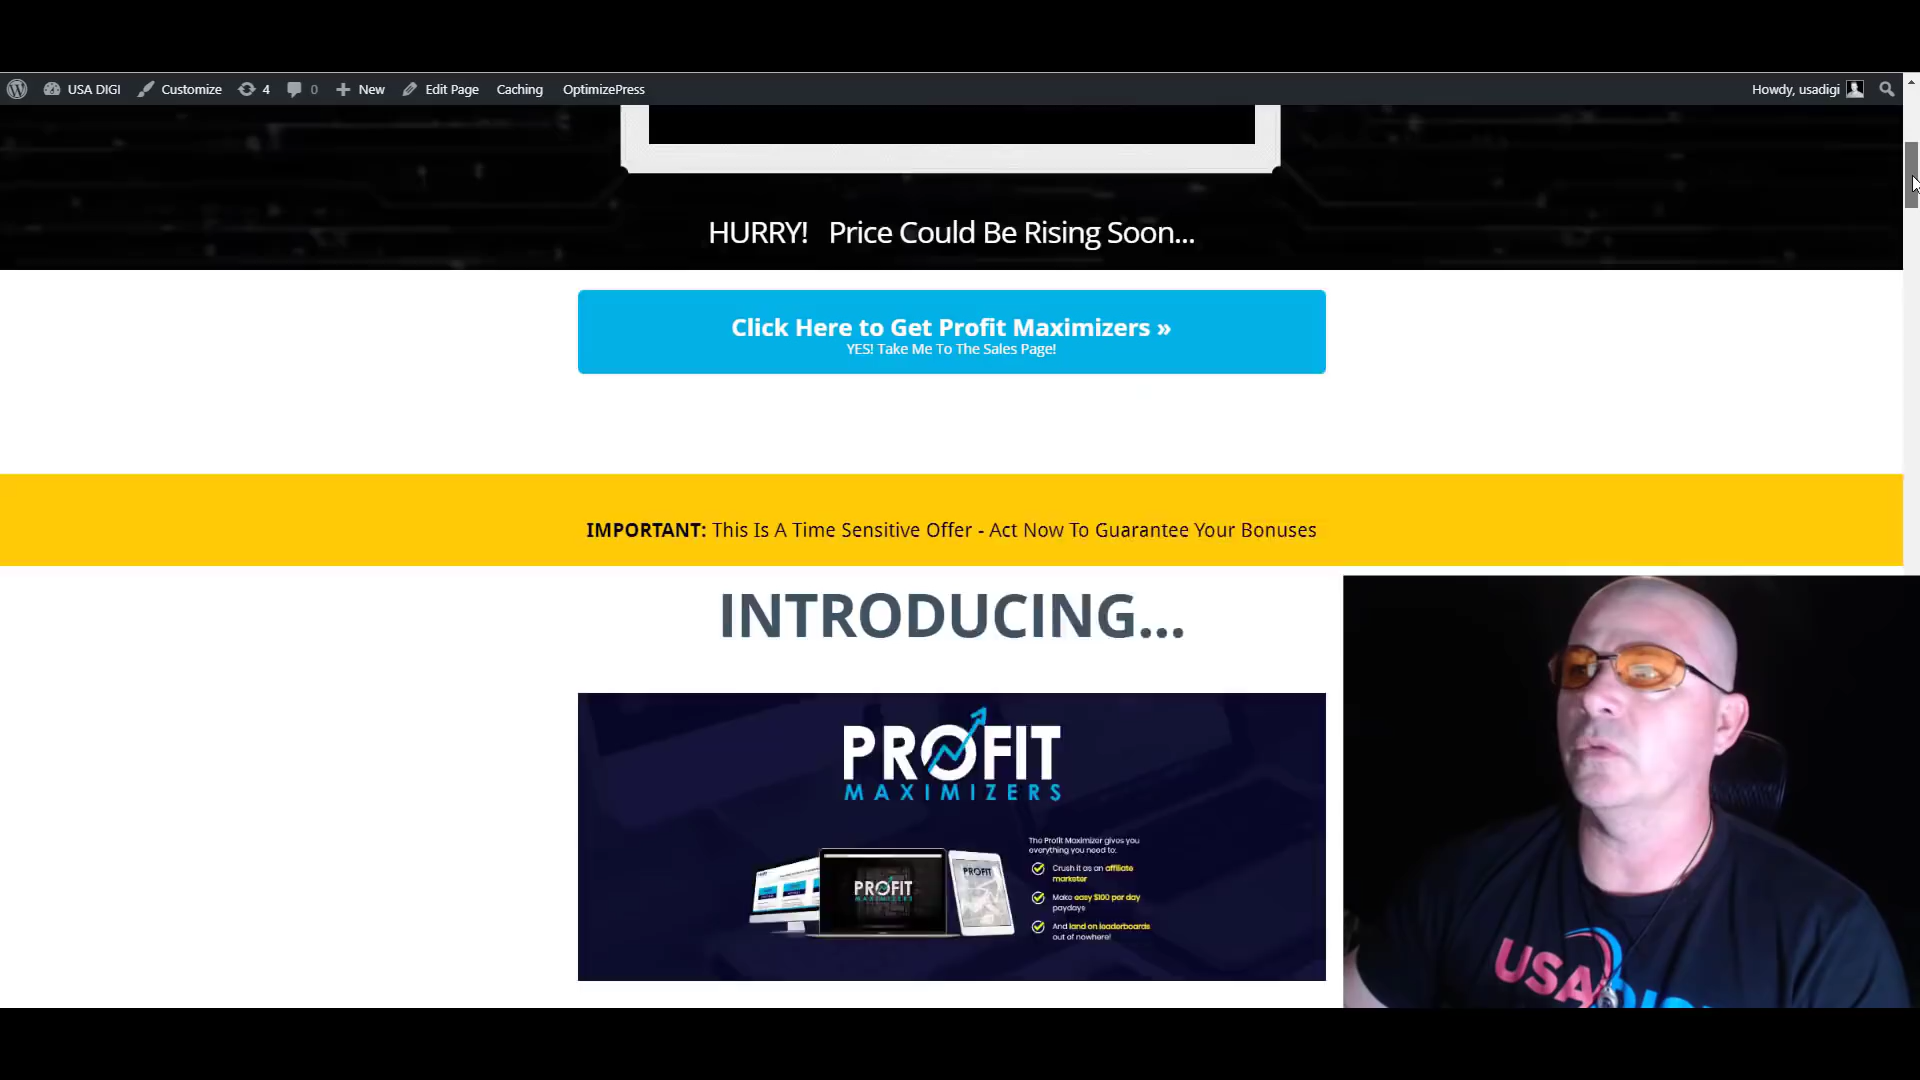 USA DIGI Customize 4 0 New Edit Page Caching OptimizePress Howdy, usadigi
HURRY! Price Could Be Rising Soon...
Click Here to Get Profit Maximizers »
YES! Take Me To The Sales Page!
IMPORTANT: This Is A Time Sensitive Offer - Act Now To Guarantee Your Bonuses
INTRODUCING...
PROFIT
MAXIMIZERS
The Profit Maximizer gives you
everything you need to:
Crush it as an affiliate
marketer
Make easy $100 per day
paydays
And land on leaderboards
out of nowhere!
PROFIT
MAXIMIZERS
PROFIT
USA